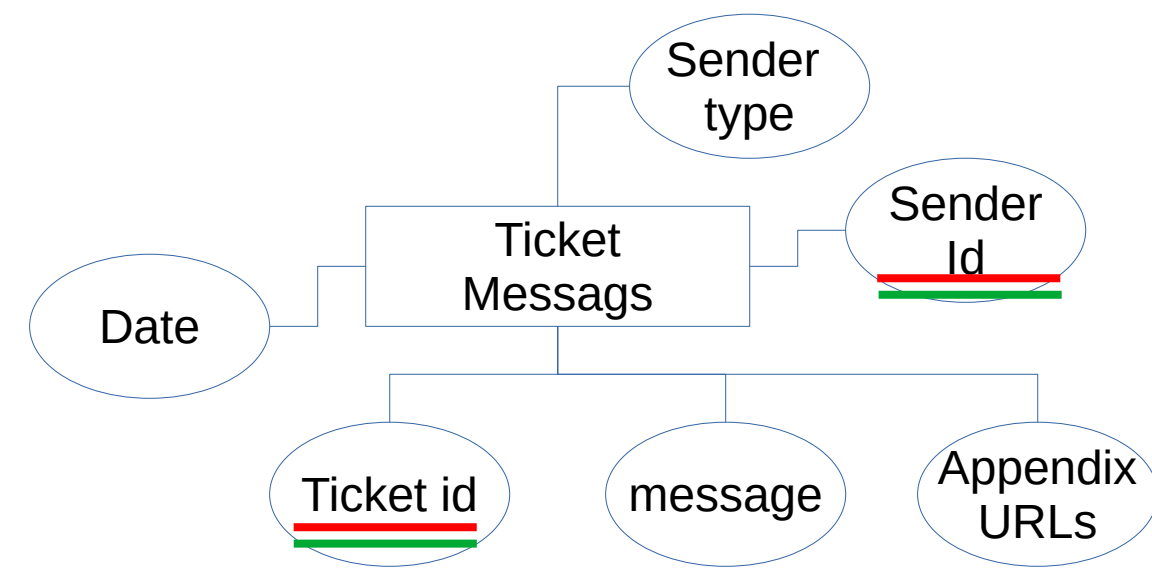 Sender
type
Sender
Id
Ticket
Messags
Date
Ticket id
message
Appendix
URLs